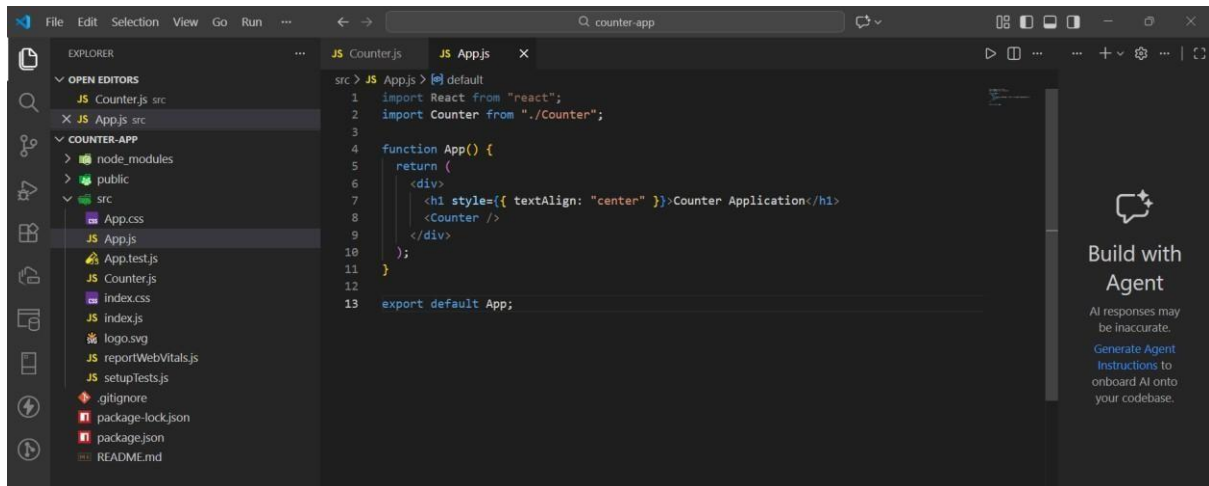 File Edit Selection View Go Run ...
counter-app
EXPLORER ...
OPEN EDITORS
JS Counter.js src
JS App.js src
COUNTER-APP
node_modules
public
src
css App.css
JS App.js
App.test.js
JS Counter.js
css index.css
JS index.js
logo.svg
JS reportWebVitals.js
JS setupTests.js
.gitignore
package-lock.json
package.json
README.md
JS Counter.js JS App.js
src > JS App.js > default
1 import React from "react";
2 import Counter from "./Counter";
3
4 function App() {
5 return (
6 <div>
7 <h1 style={{ textAlign: "center" }}>Counter Application</h1>
8 <Counter />
9 </div>
10 );
11 }
12
13 export default App;
Build with
Agent
AI responses may
be inaccurate.
Generate Agent
Instructions to
onboard AI onto
your codebase.